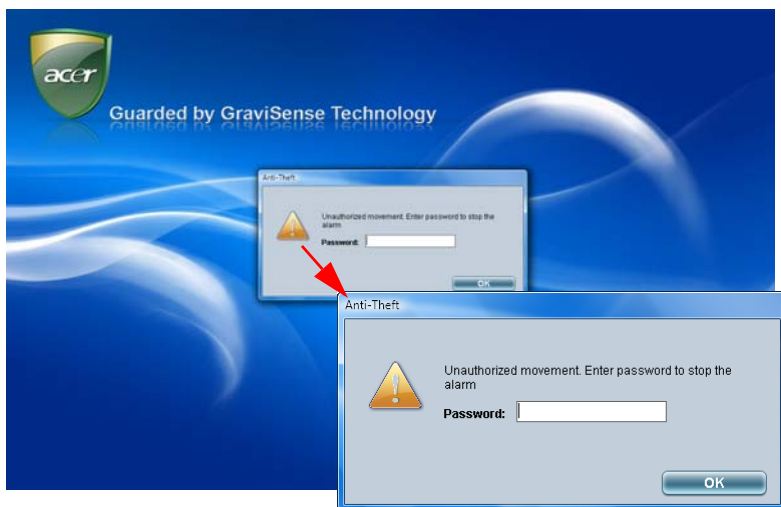 acer
Guarded by GraviSense Technology
Anti-Theft
Unauthorized movement. Enter password to stop the
alarm
Password:
OK
Anti-Theft
Unauthorized movement. Enter password to stop the
alarm
Password:
OK